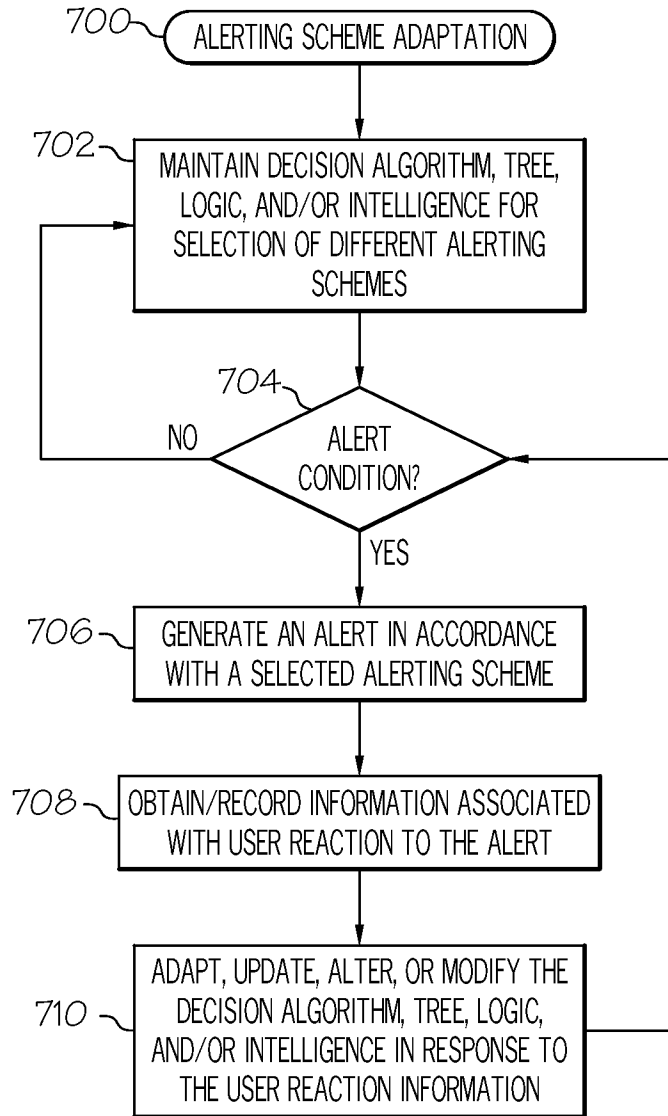 700
ALERTING SCHEME ADAPTATION
702
MAINTAIN DECISION ALGORITHM, TREE,
LOGIC, AND/OR INTELLIGENCE FOR
SELECTION OF DIFFERENT ALERTING
SCHEMES
704
NO
ALERT
CONDITION?
YES
706
GENERATE AN ALERT IN ACCORDANCE
WITH A SELECTED ALERTING SCHEME
708
OBTAIN/RECORD INFORMATION ASSOCIATED
WITH USER REACTION TO THE ALERT
710
ADAPT, UPDATE, ALTER, OR MODIFY THE
DECISION ALGORITHM, TREE, LOGIC,
AND/OR INTELLIGENCE IN RESPONSE TO
THE USER REACTION INFORMATION